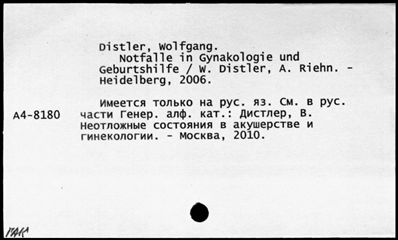 Distler, Wolfgang.
Notfalle in Gynakologie und
Geburtshilfe / W. Distler, A. Riehn. -
Heidelberg, 2006.
Имеется только на рус. яз. См. в рус.
А4-8180 части Генер. алф. кат.: Дистлер, В.
Неотложные состояния в акушерстве и
гинекологии. - Москва, 2010.